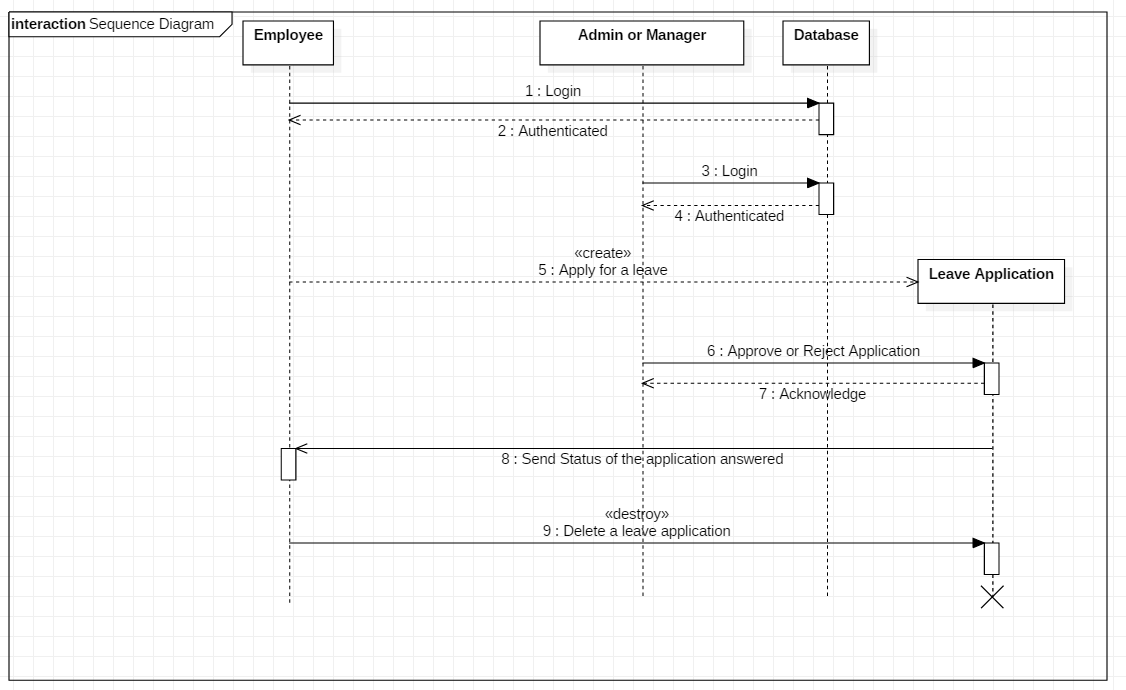 interaction Sequence Diagram
Employee
Admin or Manager
Database
1 : Login
2 : Authenticated
3 : Login
4 : Authenticated
«create»
5 : Apply for a leave
Leave Application
6 : Approve or Reject Application
7 : Acknowledge
8 : Send Status of the application answered
«destroy»
9 : Delete a leave application